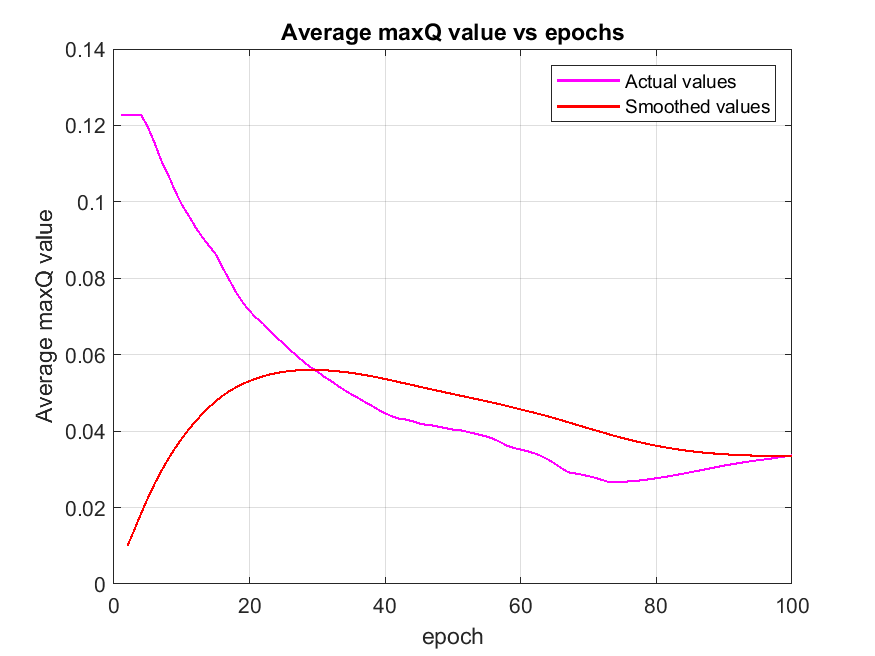 Average maxQ value vs epochs
0.14
0.12
0.1
0.08
0.06
0.04
0.02
0
Average maxQ value
Actual values
Smoothed values
0 20 40 60 80 100
epoch